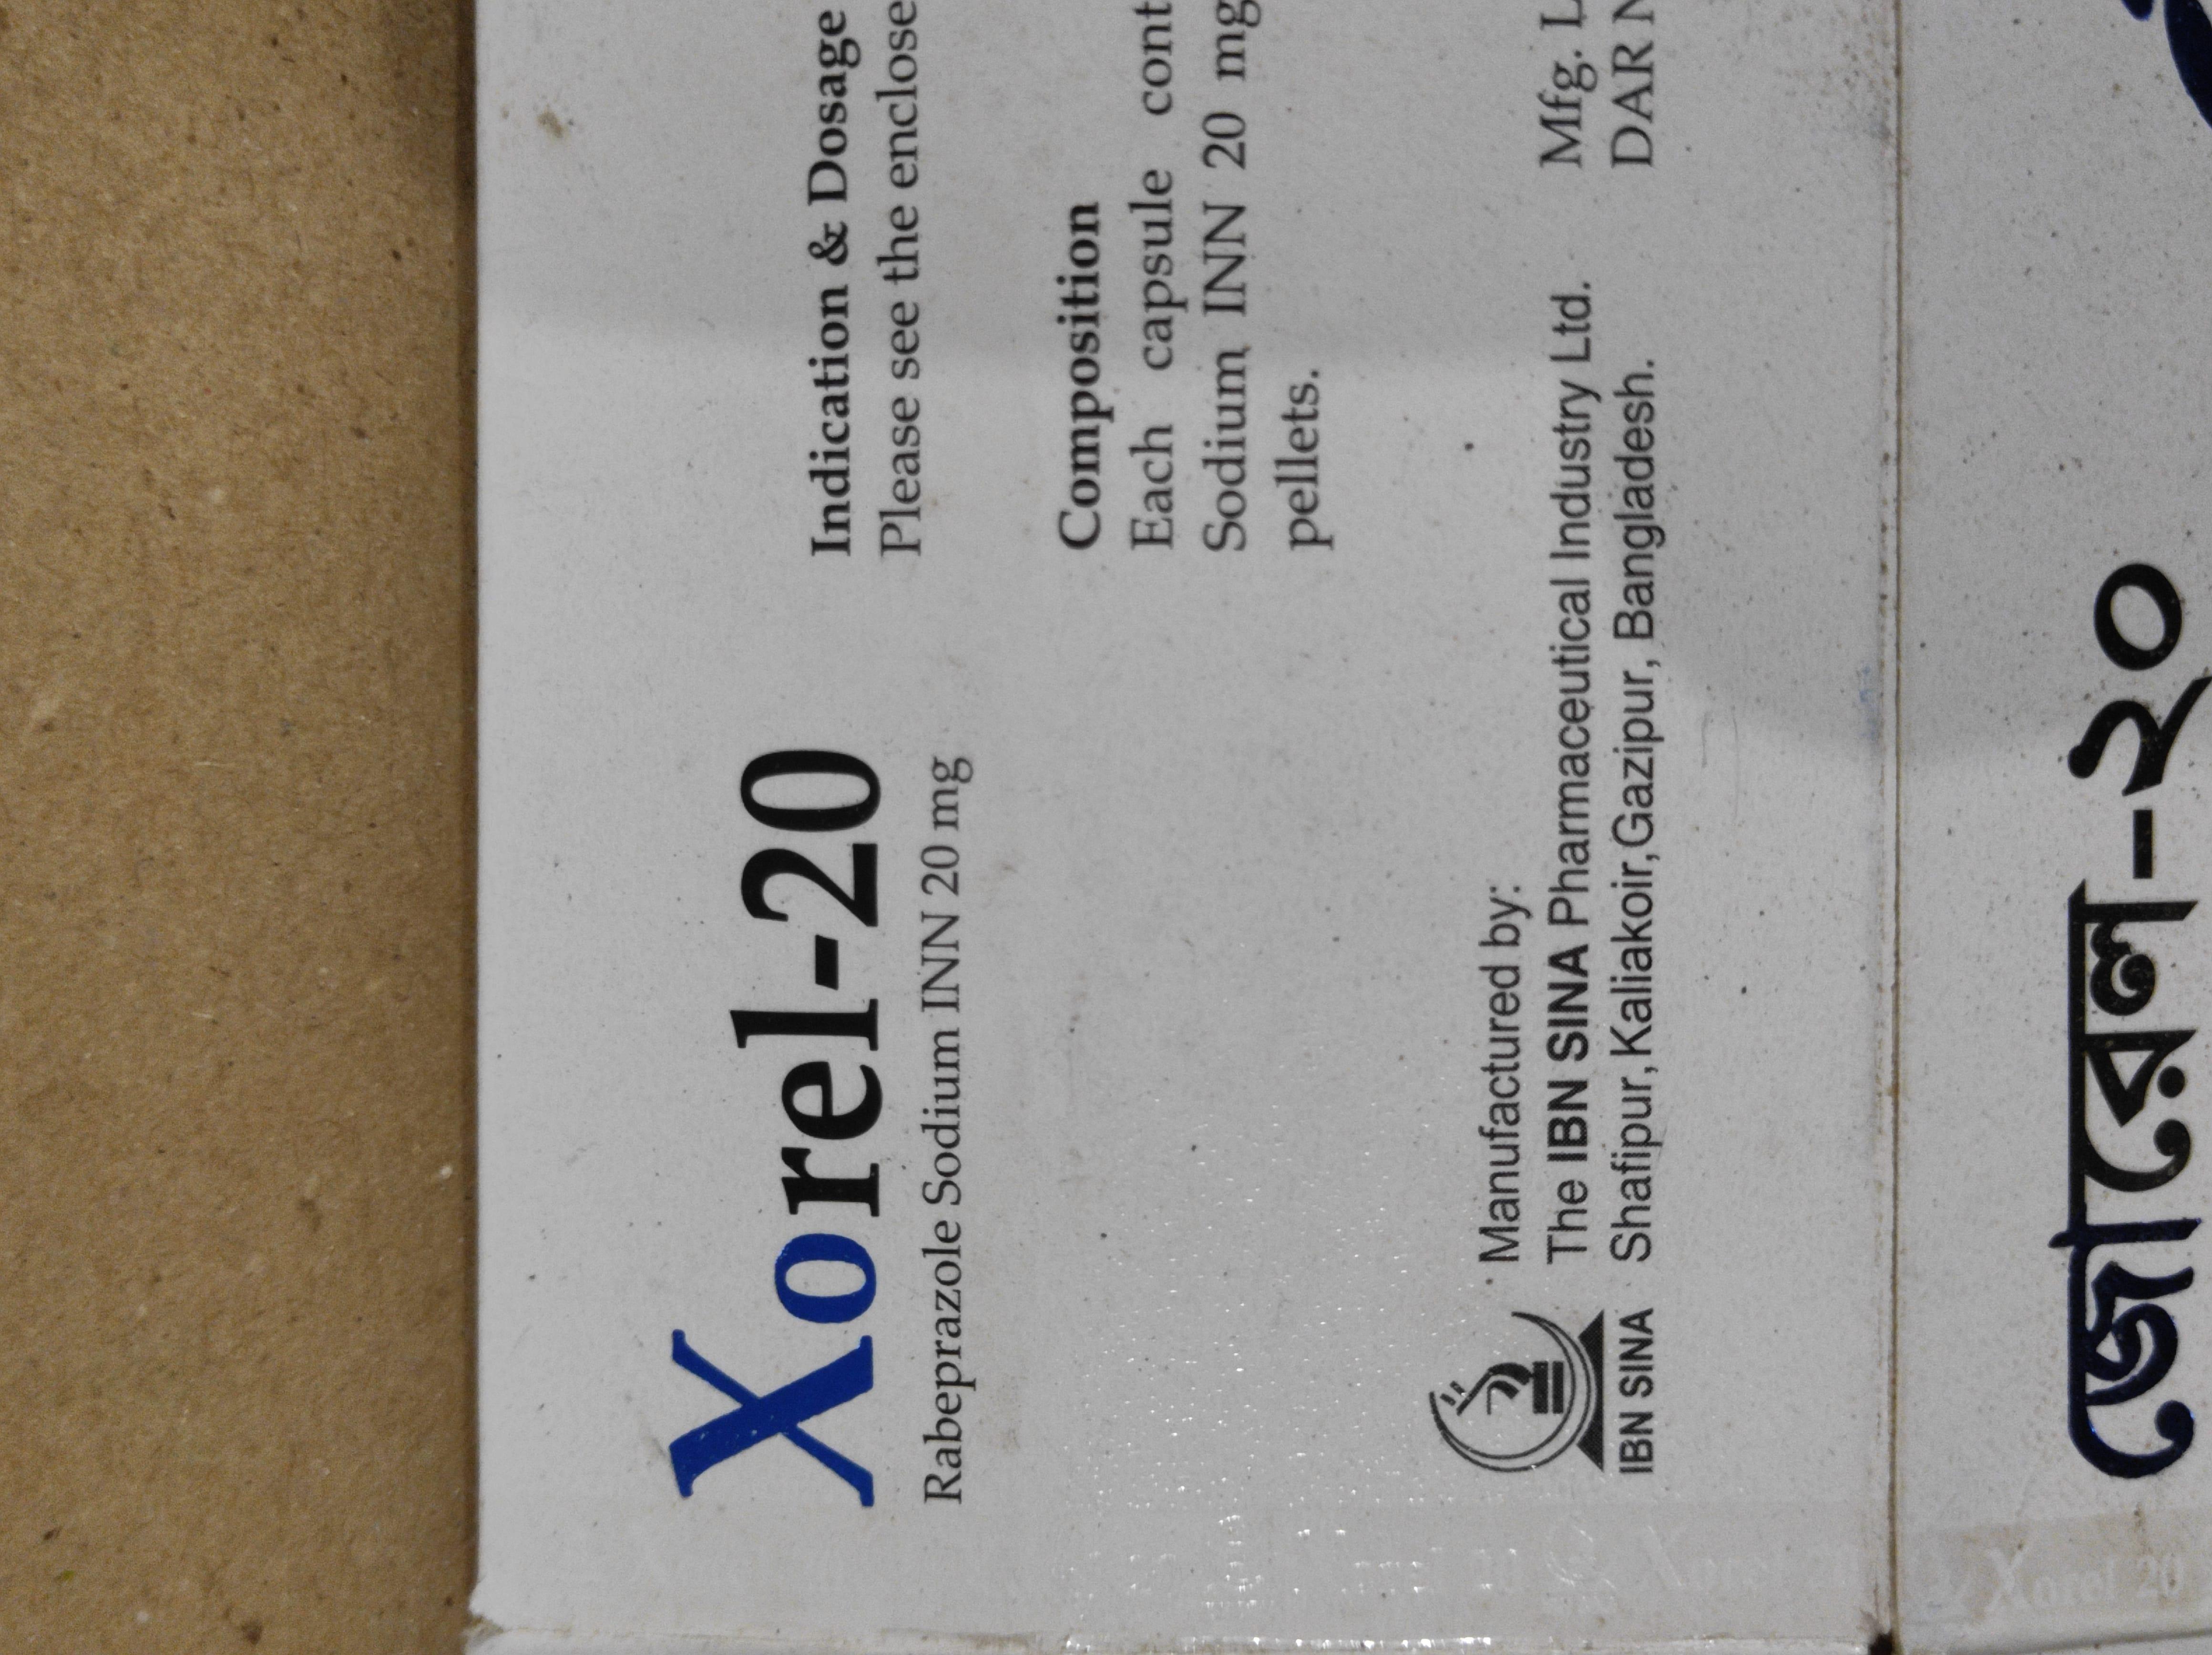 Xorel-20
Rabeprazole Sodium INN 20 mg
Indication & Dosage
Please see the enclose
Composition
Each capsule cont
Sodium INN 20 mg
pellets.
IBN SINA
Manufactured by:
The IBN SINA Pharmaceutical Industry Ltd.
Shafipur, Kaliakoir, Gazipur, Bangladesh.
Mfg. L
DAR N
জোরেল-২০